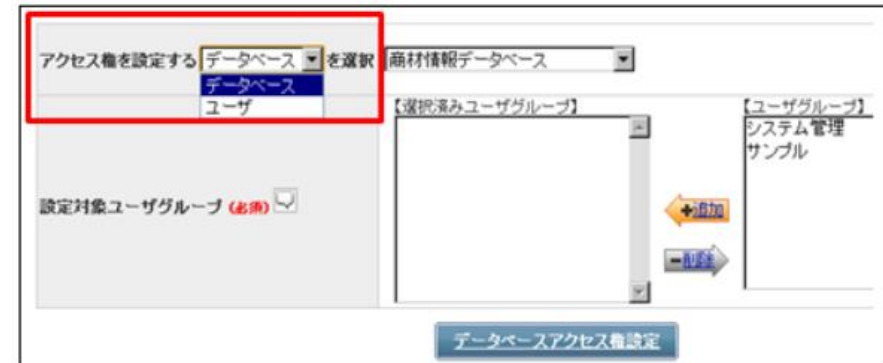 アクセス権を設定する データベース を選択 商材情報データベース
データベース
ユーザ
【選択済みユーザグループ】 【ユーザグループ】
システム管理
サンプル
設定対象ユーザグループ (必須)
+追加
-削除
データベースアクセス権設定